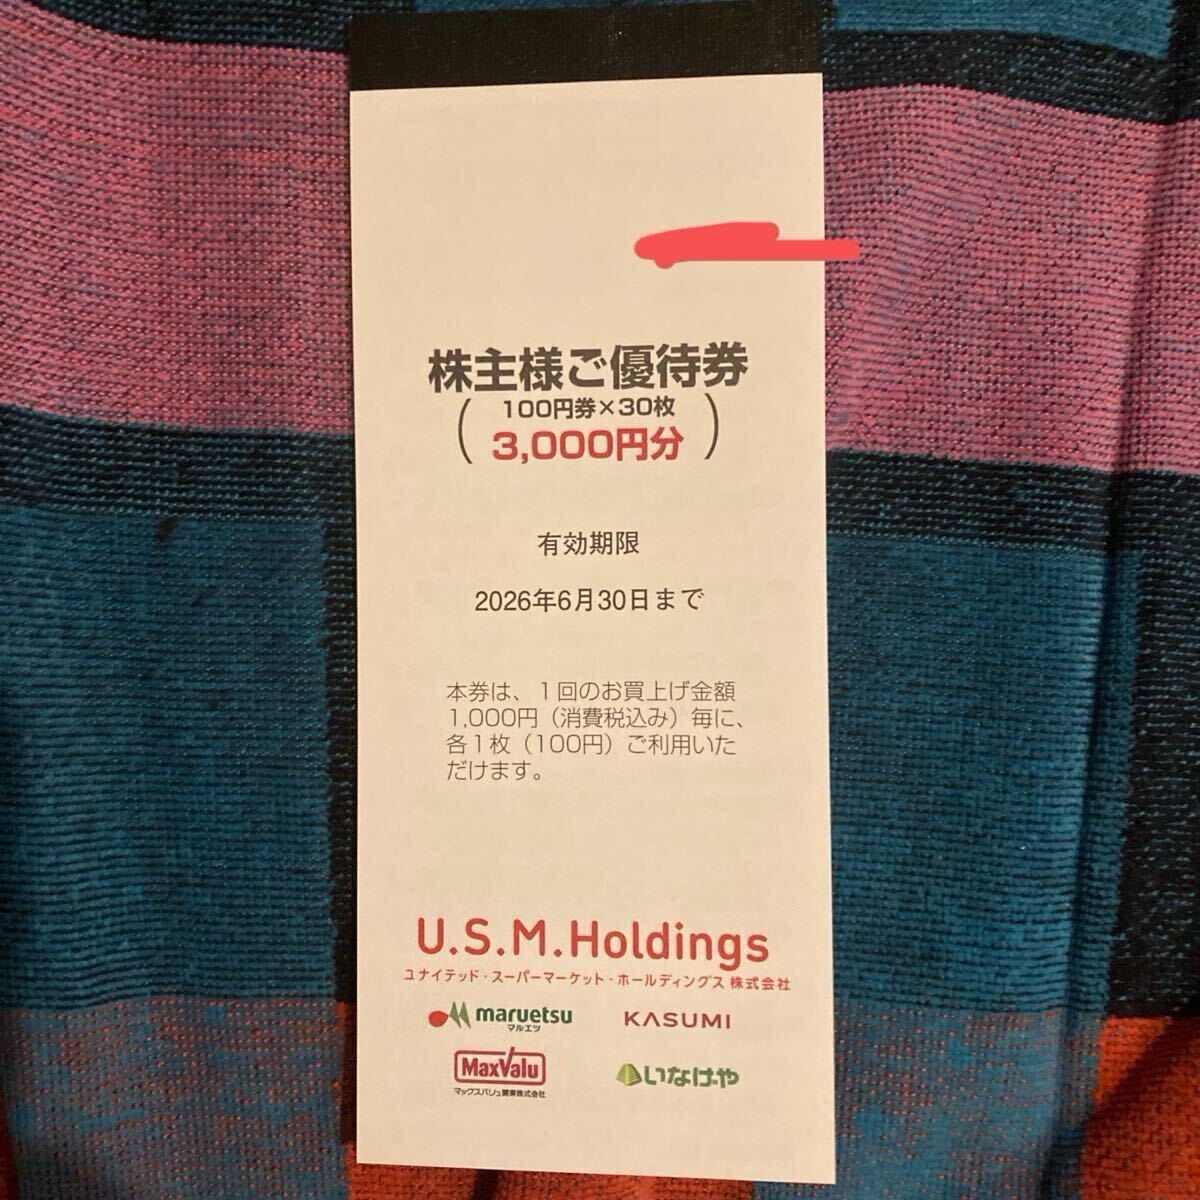 株主様ご優待券
(100円券×30枚
3,000円分)
有効期限
2026年6月30日まで
本券は、1回のお買上げ金額
1,000円(消費税込み)毎に、
各1枚(100円)ご利用いた
だけます。
U.S.M.Holdings
ユナイテッド・スーパーマーケット・ホールディングス 株式会社
maruetsu
マルエツ
KASUMI
MaxValu
マックスバリュ関東株式会社
いなげや